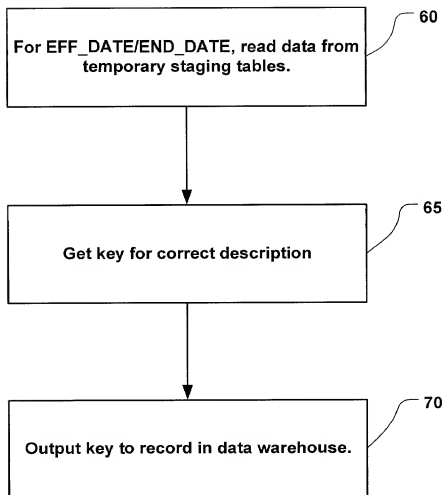 60
For EFF_DATE/END_DATE, read data from
temporary staging tables.
65
Get key for correct description
70
Output key to record in data warehouse.